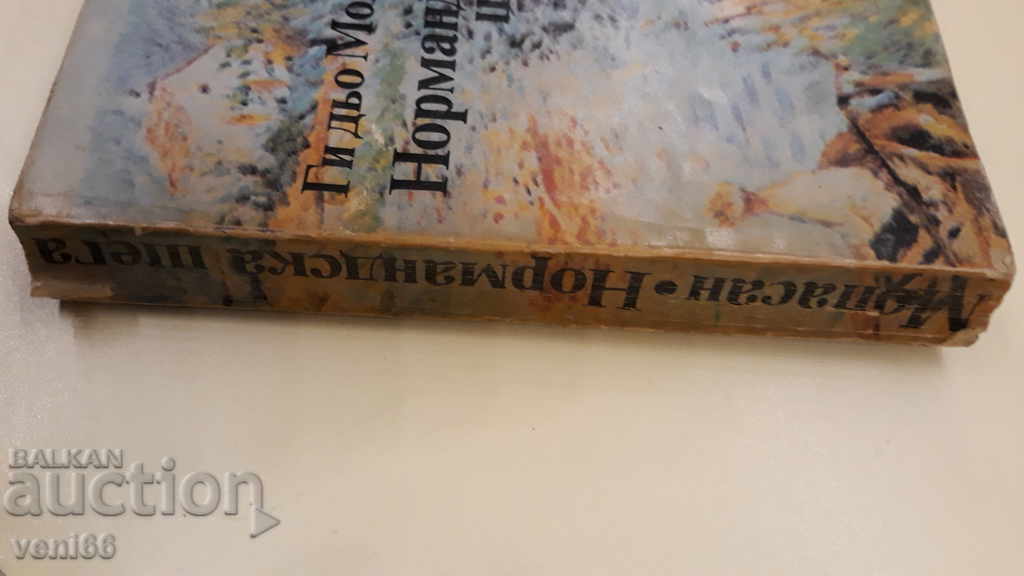 Ги дьо Мо
Норманд
Мопасан • Нормандска шега
BALKAN
auction
veni66